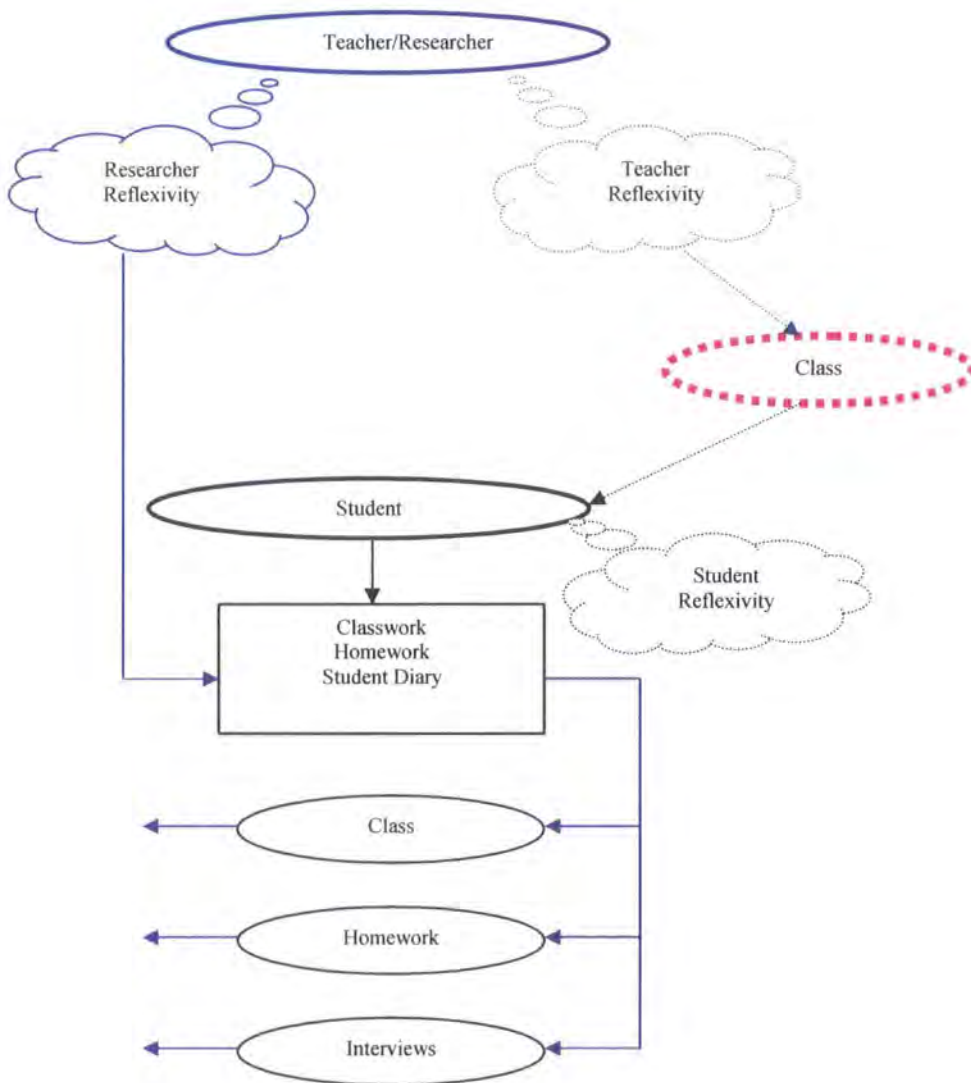 Teacher/Researcher
Researcher
Reflexivity
Teacher
Reflexivity
Class
Student
Student
Reflexivity
Classwork
Homework
Student Diary
Class
Homework
Interviews